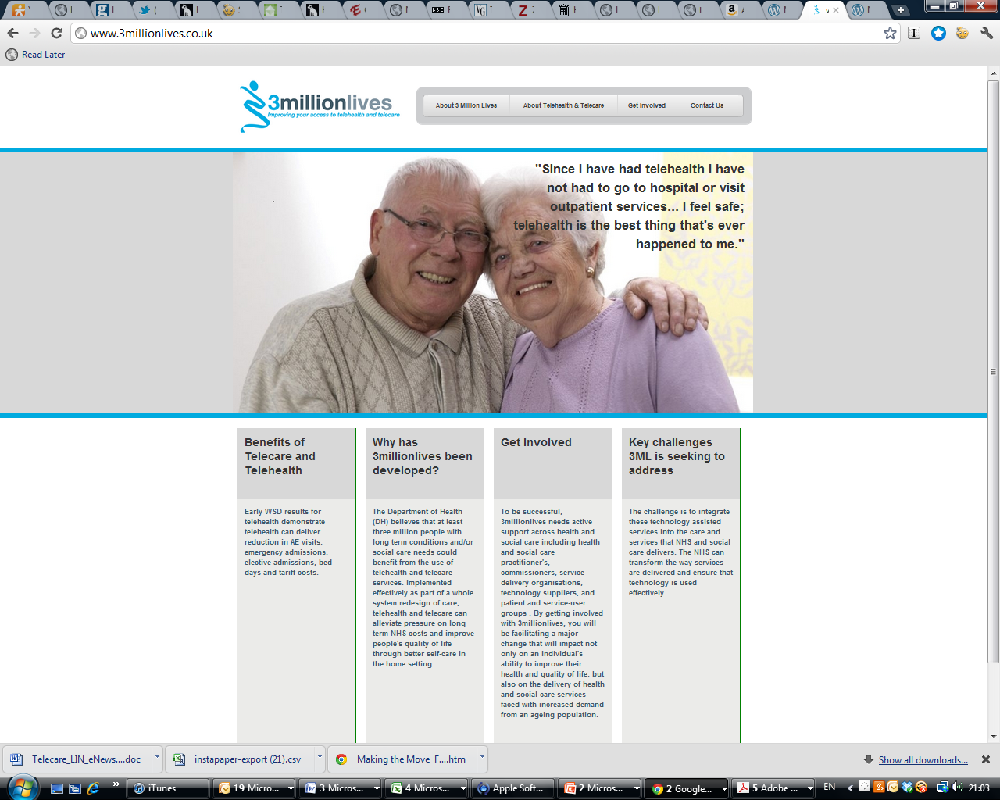 www.3millionlives.co.uk
Read Later
3millionlives
Improving your access to telehealth and telecare
About 3 Million Lives
About Telehealth & Telecare
Get Involved
Contact Us
"Since I have had telehealth I have
not had to go to hospital or visit
outpatient services... I feel safe;
telehealth is the best thing that's ever
happened to me."
Benefits of
Telecare and
Telehealth
Early WSD results for
telehealth demonstrate
telehealth can deliver
reduction in AE visits,
emergency admissions,
elective admissions, bed
days and tariff costs.
Why has
3millionlives been
developed?
The Department of Health
(DH) believes that at least
three million people with
long term conditions and/or
social care needs could
benefit from the use of
telehealth and telecare
services. Implemented
effectively as part of a whole
system redesign of care,
telehealth and telecare can
alleviate pressure on long
term NHS costs and improve
people's quality of life
through better self-care in
the home setting.
Get Involved
To be successful,
3millionlives needs active
support across health and
social care including health
and social care
practitioner's,
commissioners, service
delivery organisations,
technology suppliers, and
patient and service-user
groups . By getting involved
with 3millionlives, you will
be facilitating a major
change that will impact not
only on an individual's
ability to improve their
health and quality of life, but
also on the delivery of health
and social care services
faced with increased demand
from an ageing population.
Key challenges
3ML is seeking to
address
The challenge is to integrate
these technology assisted
services into the care and
services that NHS and social
care delivers. The NHS can
transform the way services
are delivered and ensure that
technology is used
effectively
Telecare_LIN_eNews....doc
instapaper-export (21).csv
Making the Move F....htm
Show all downloads...
iTunes
19 Micros...
3 Micros...
4 Micros...
Apple Soft...
2 Micros...
2 Google...
5 Adobe ...
EN
21:03